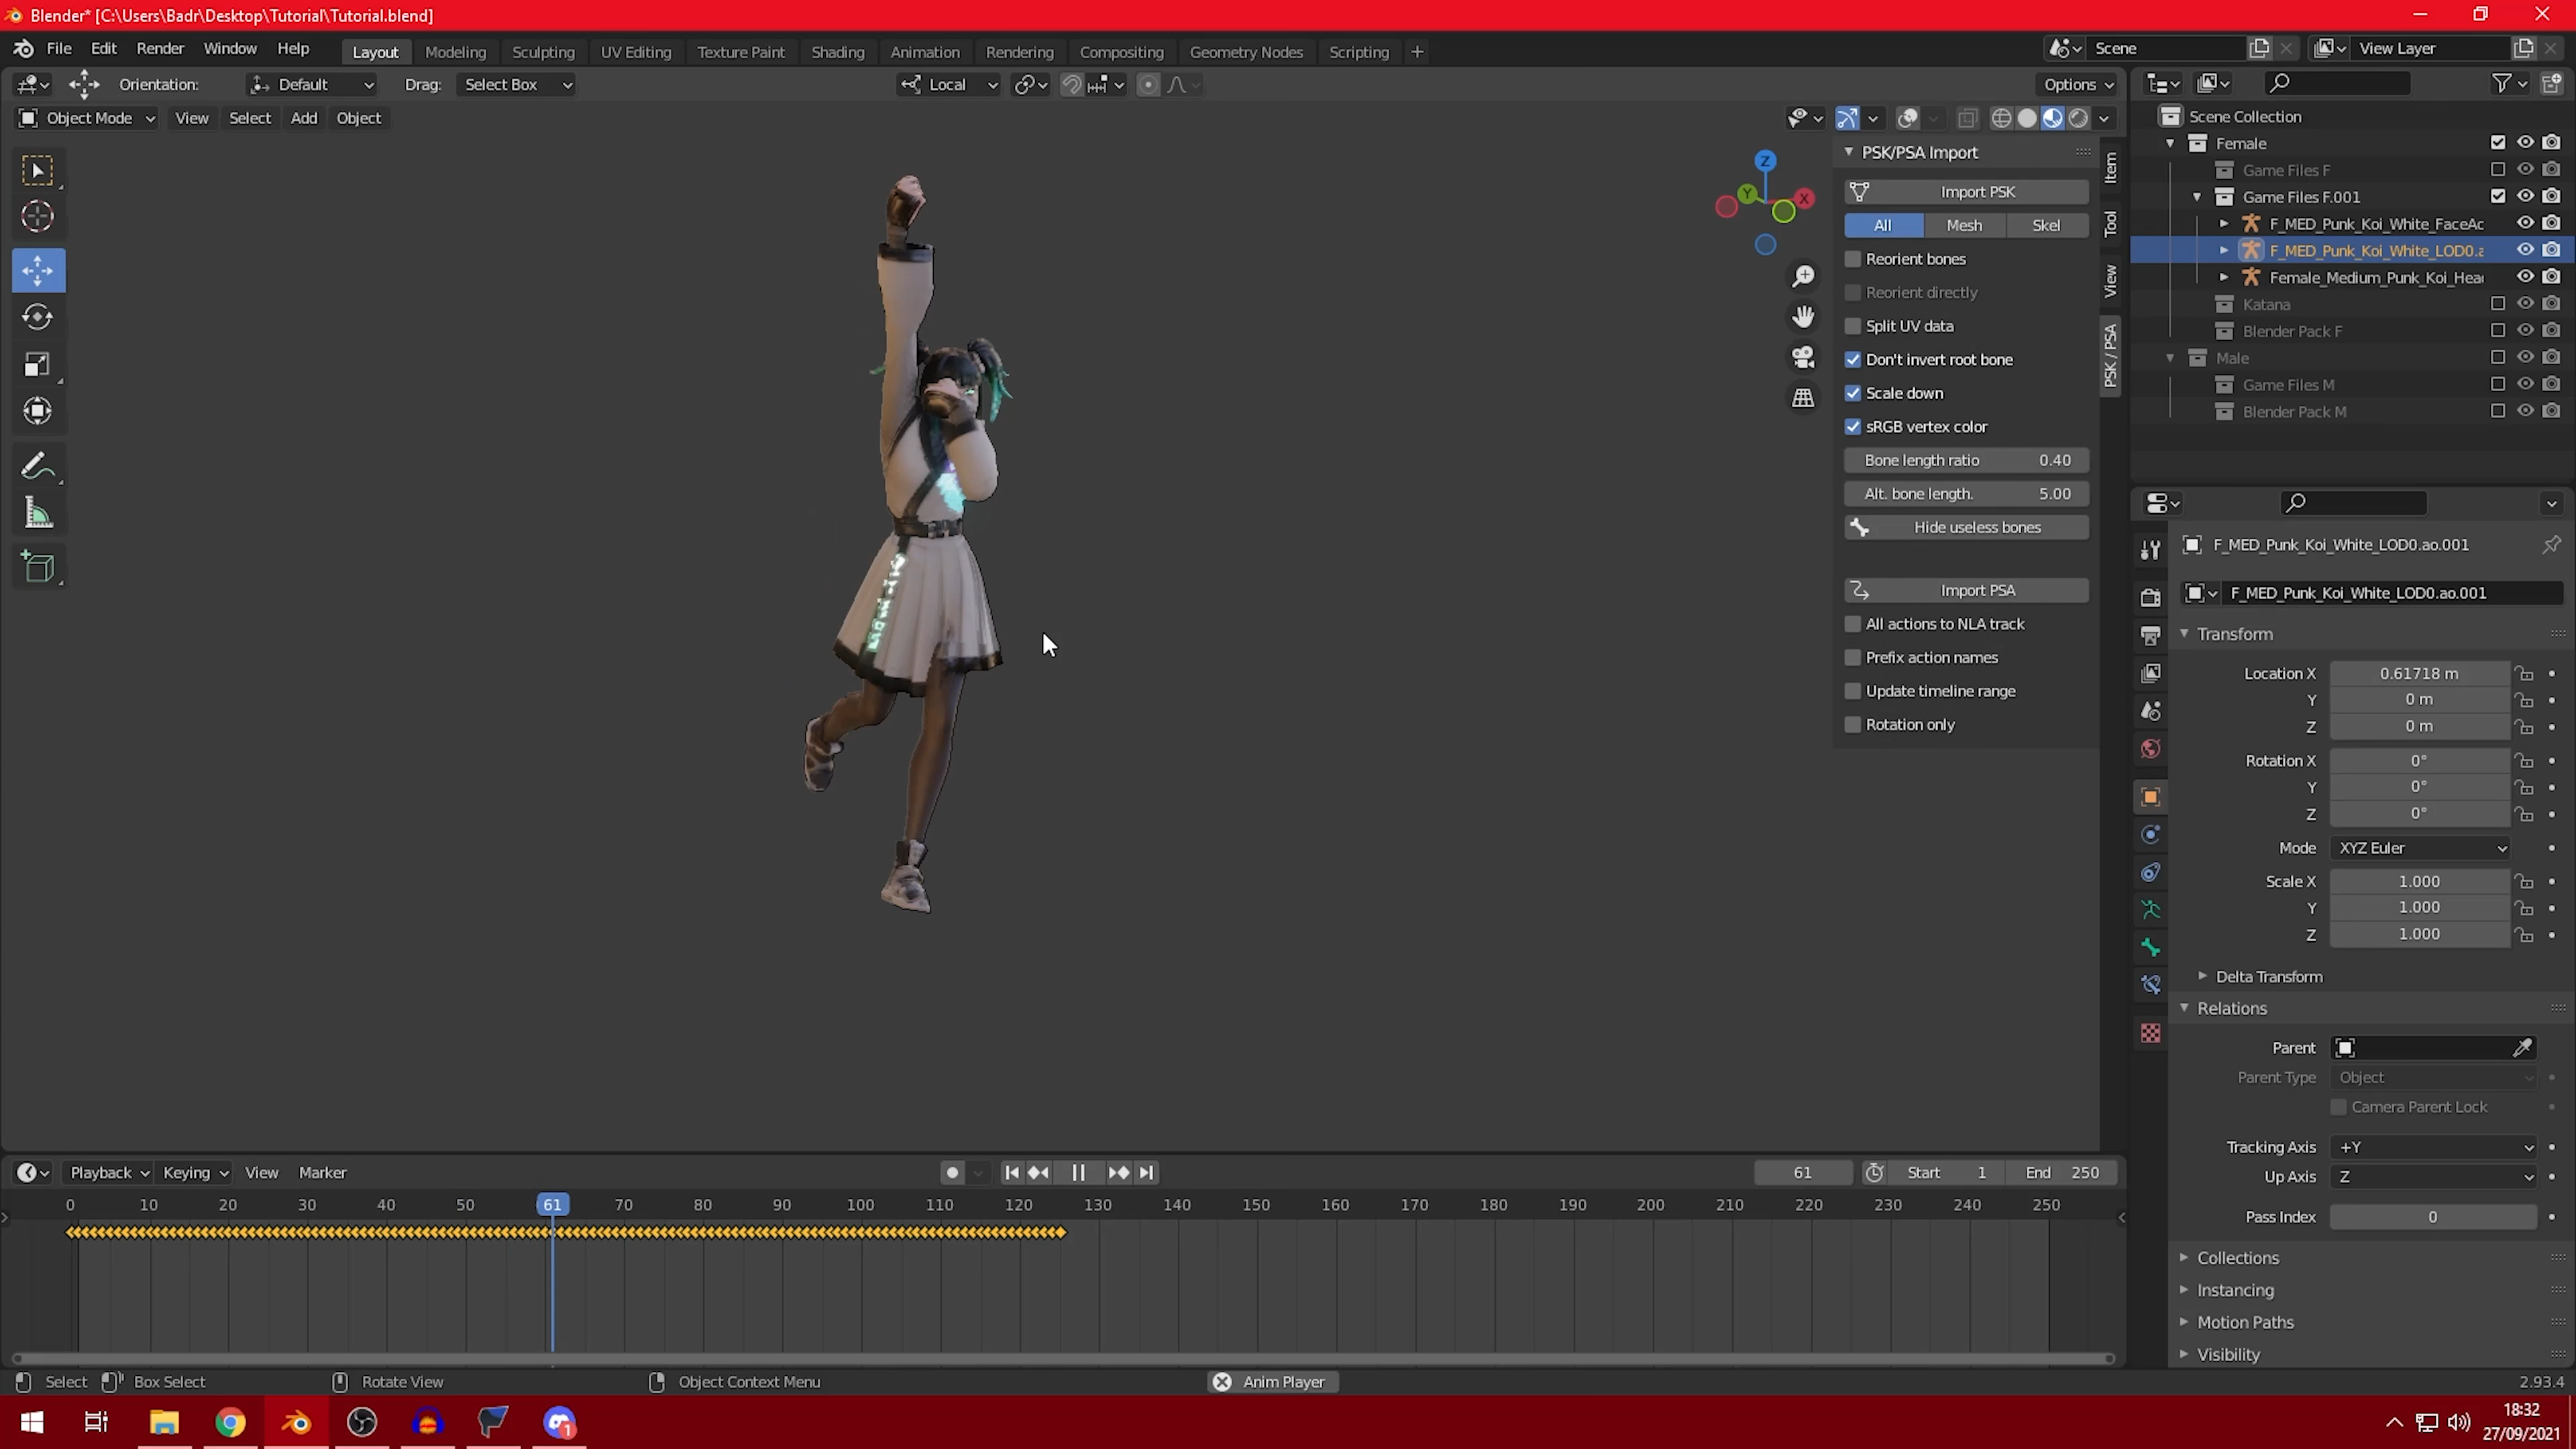 Blender* [C:\Users\Badr\Desktop\Tutorial\Tutorial.blend]
File Edit Render Window Help Layout Modeling Sculpting UV Editing Texture Paint Shading Animation Rendering Compositing Geometry Nodes Scripting + Scene View Layer
Orientation: Default Drag: Select Box Local Options
Object Mode View Select Add Object
Z
Y
X
PSK/PSA Import
Import PSK
All Mesh Skel
Reorient bones
Reorient directly
Split UV data
Don't invert root bone
Scale down
sRGB vertex color
Bone length ratio 0.40
Alt. bone length. 5.00
Hide useless bones
Import PSA
All actions to NLA track
Prefix action names
Update timeline range
Rotation only
Item
Tool
View
PSK / PSA
Scene Collection
Female
Game Files F
Game Files F.001
F_MED_Punk_Koi_White_FaceAc
F_MED_Punk_Koi_White_LOD0.a
Female_Medium_Punk_Koi_Head
Katana
Blender Pack F
Male
Game Files M
Blender Pack M
F_MED_Punk_Koi_White_LOD0.ao.001
F_MED_Punk_Koi_White_LOD0.ao.001
Transform
Location X 0.61718 m
Y 0 m
Z 0 m
Rotation X 0°
Y 0°
Z 0°
Mode XYZ Euler
Scale X 1.000
Y 1.000
Z 1.000
Delta Transform
Relations
Parent
Parent Type Object
Camera Parent Lock
Tracking Axis +Y
Up Axis Z
Pass Index 0
Collections
Instancing
Motion Paths
Visibility
Playback Keying View Marker 61 Start 1 End 250
0 10 20 30 40 50 61 70 80 90 100 110 120 130 140 150 160 170 180 190 200 210 220 230 240 250
Select Box Select Rotate View Object Context Menu Anim Player 2.93.4
1
18:32
27/09/2021